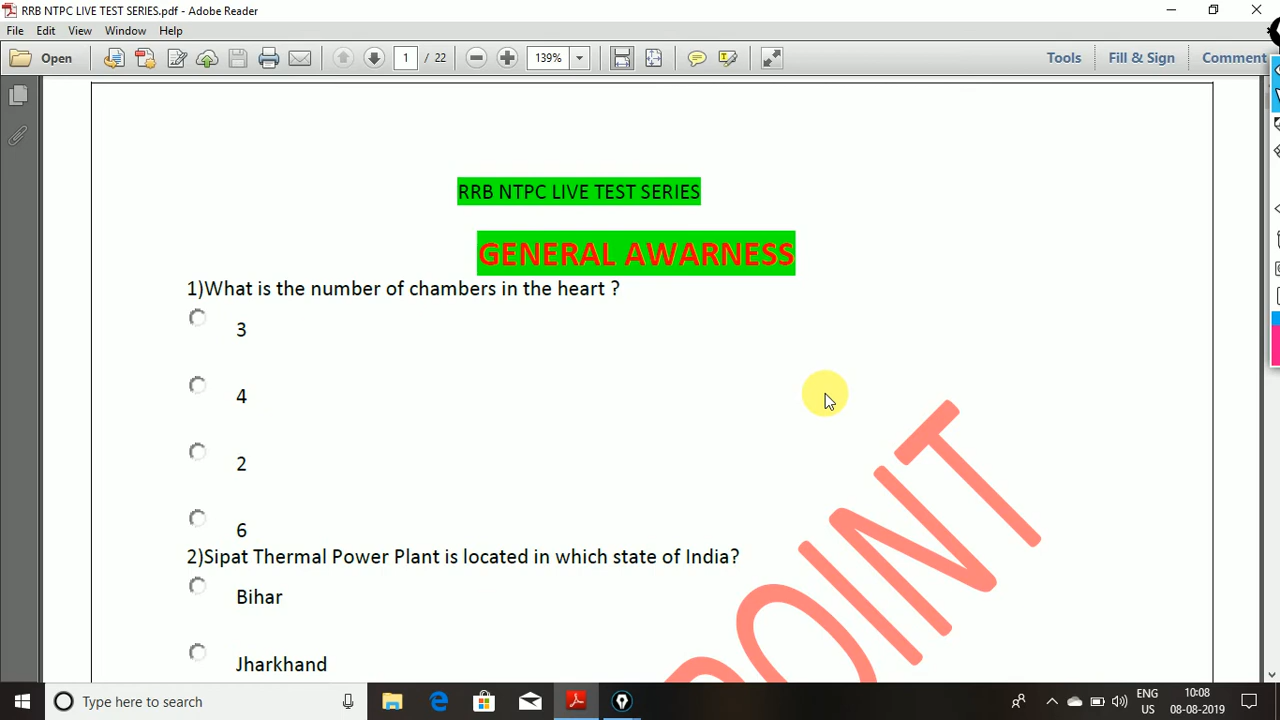 RRB NTPC LIVE TEST SERIES.pdf - Adobe Reader
File Edit View Window Help
Open 1 / 22 139% Tools Fill & Sign Comment
RRB NTPC LIVE TEST SERIES
GENERAL AWARNESS
1)What is the number of chambers in the heart ?
3
4
2
6
2)Sipat Thermal Power Plant is located in which state of India?
Bihar
Jharkhand
POINT
Type here to search
ENG
US
10:08
08-08-2019